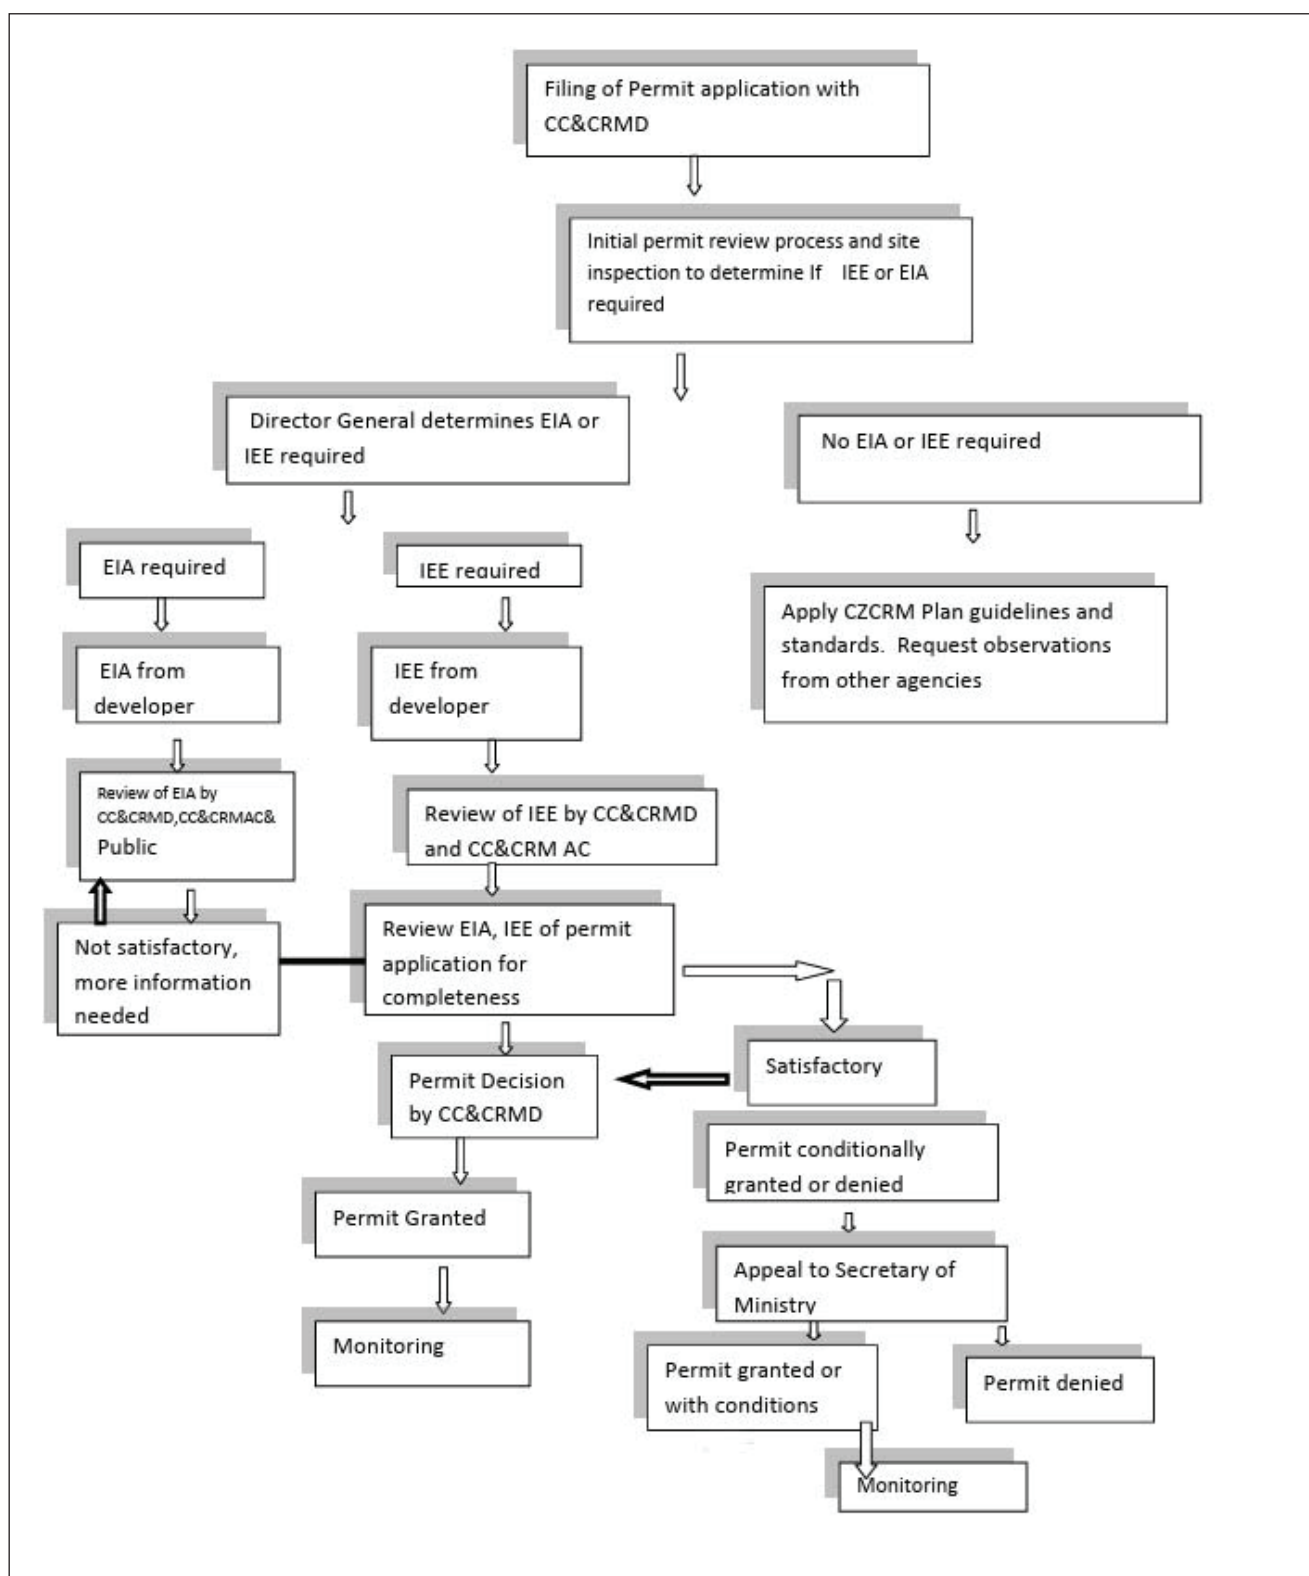 Filing of Permit application with
CC&CRMD
Initial permit review process and site
inspection to determine If IEE or EIA
required
Director General determines EIA or
IEE required
No EIA or IEE required
EIA required
IEE required
EIA from
developer
IEE from
developer
Apply CZCRM Plan guidelines and
standards. Request observations
from other agencies
Review of EIA by
CC&CRMD,CC&CRMAC&
Public
Review of IEE by CC&CRMD
and CC&CRM AC
Not satisfactory,
more information
needed
Review EIA, IEE of permit
application for
completeness
Satisfactory
Permit Decision
by CC&CRMD
Permit conditionally
granted or denied
Permit Granted
Appeal to Secretary of
Ministry
Monitoring
Permit granted or
with conditions
Permit denied
Monitoring